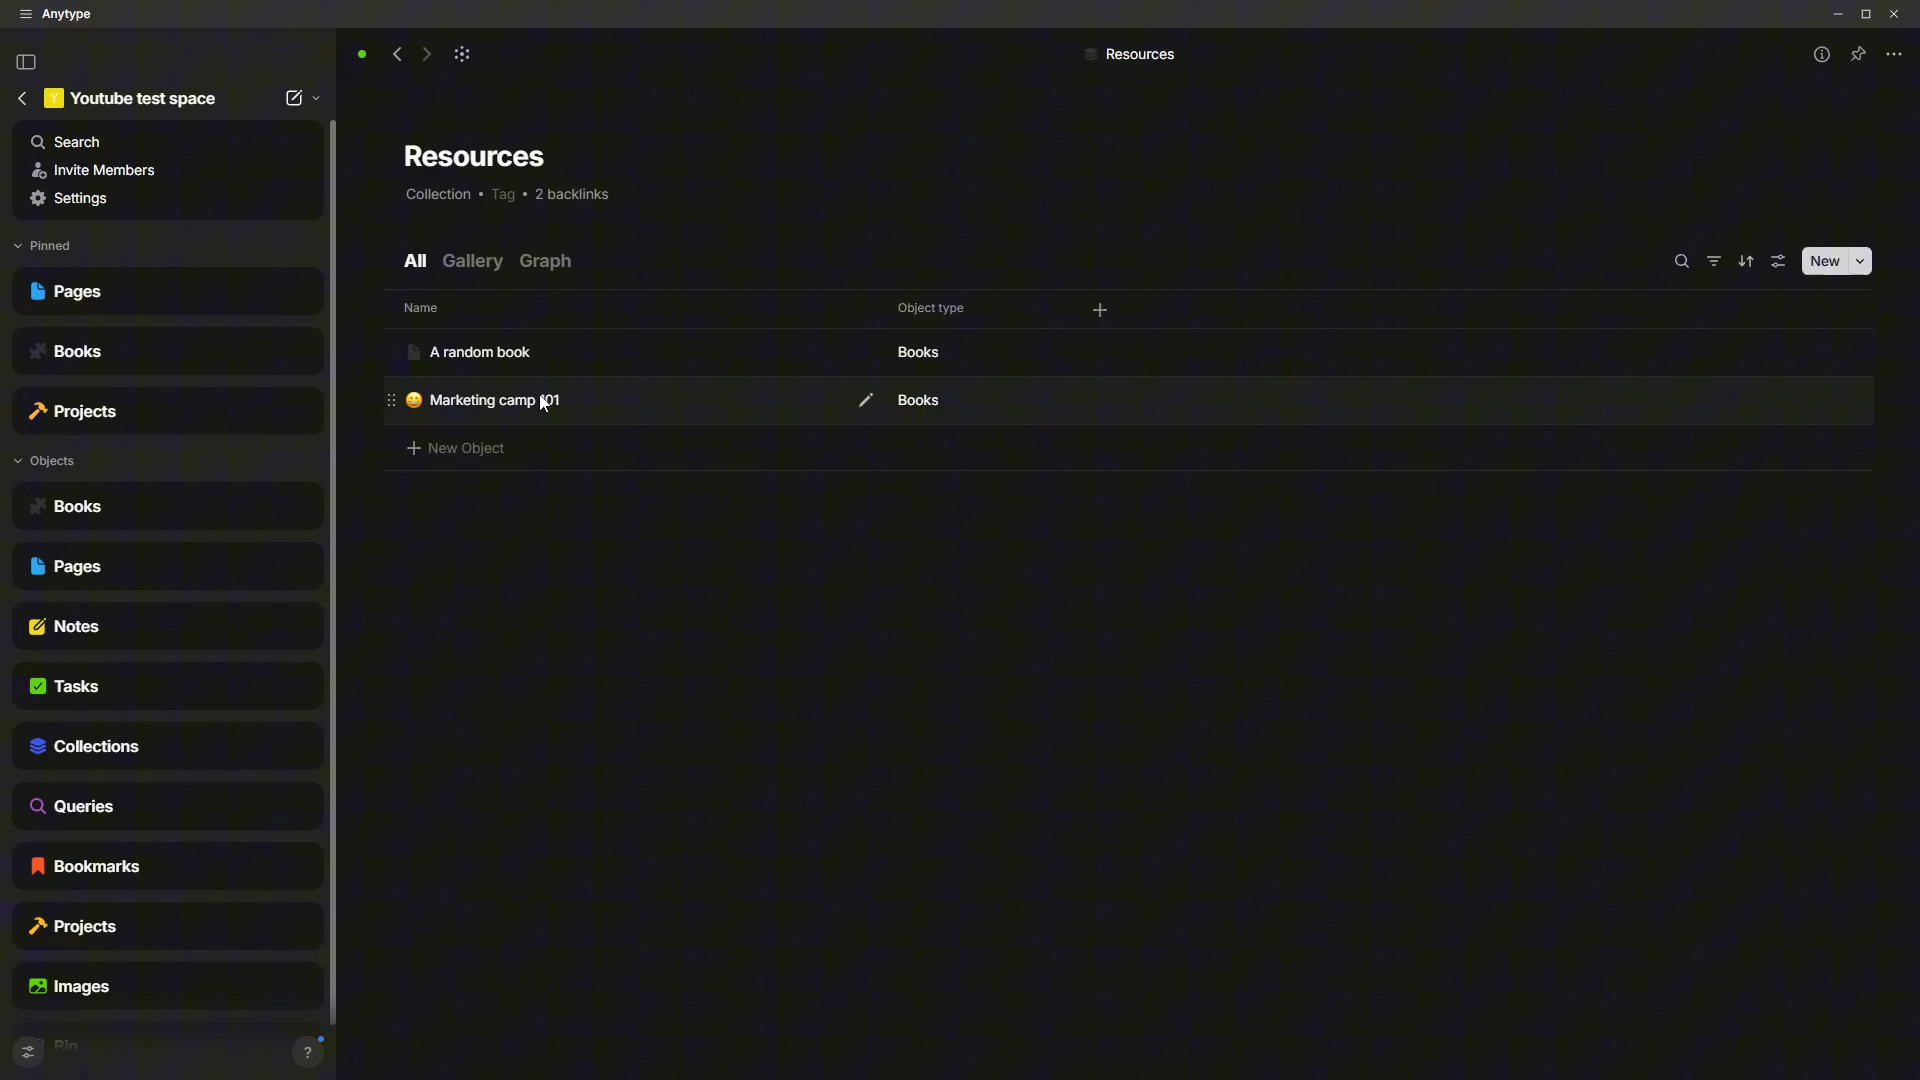 Anytype
Resources
Youtube test space
Search
Invite Members
Settings
Pinned
Pages
Books
Projects
Objects
Books
Pages
Notes
Tasks
Collections
Queries
Bookmarks
Projects
Images
Bin
?
Resources
Collection • Tag • 2 backlinks
All Gallery Graph
New
Name Object type
A random book Books
Marketing camp 101 Books
New Object